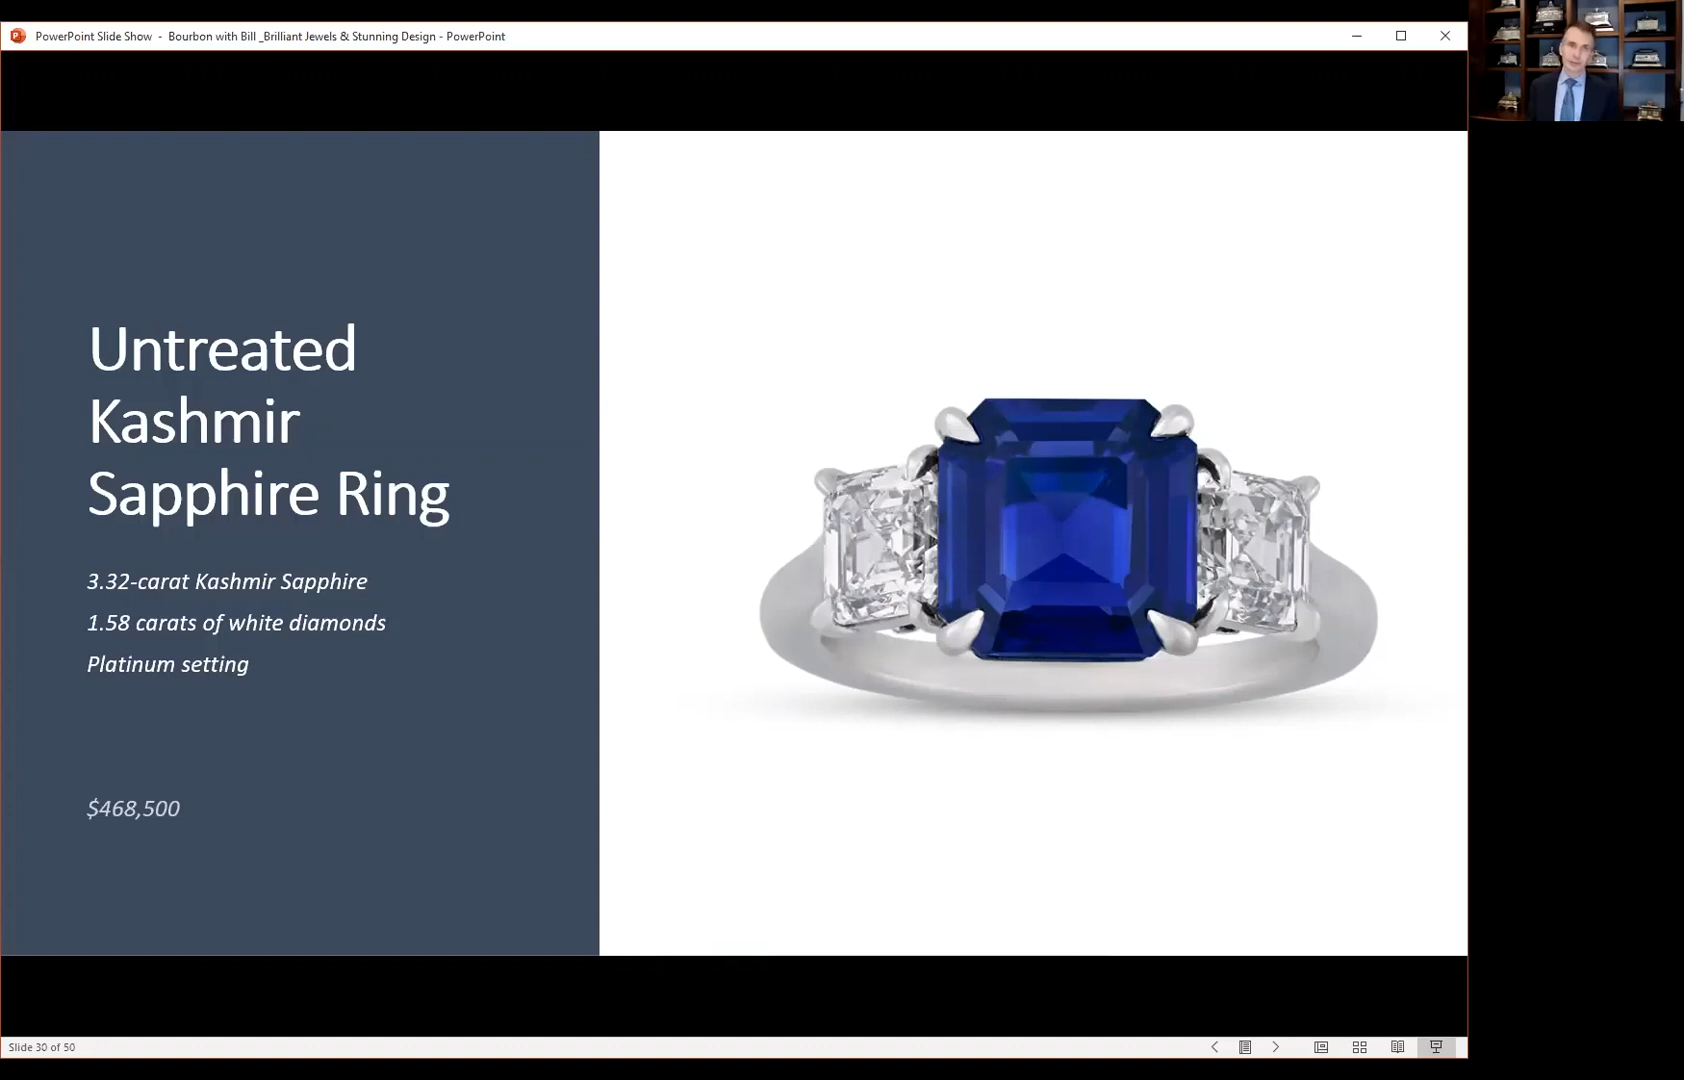 PowerPoint Slide Show - Bourbon with Bill _Brilliant Jewels & Stunning Design - PowerPoint
Untreated
Kashmir
Sapphire Ring
3.32-carat Kashmir Sapphire
1.58 carats of white diamonds
Platinum setting
$468,500
Slide 30 of 50